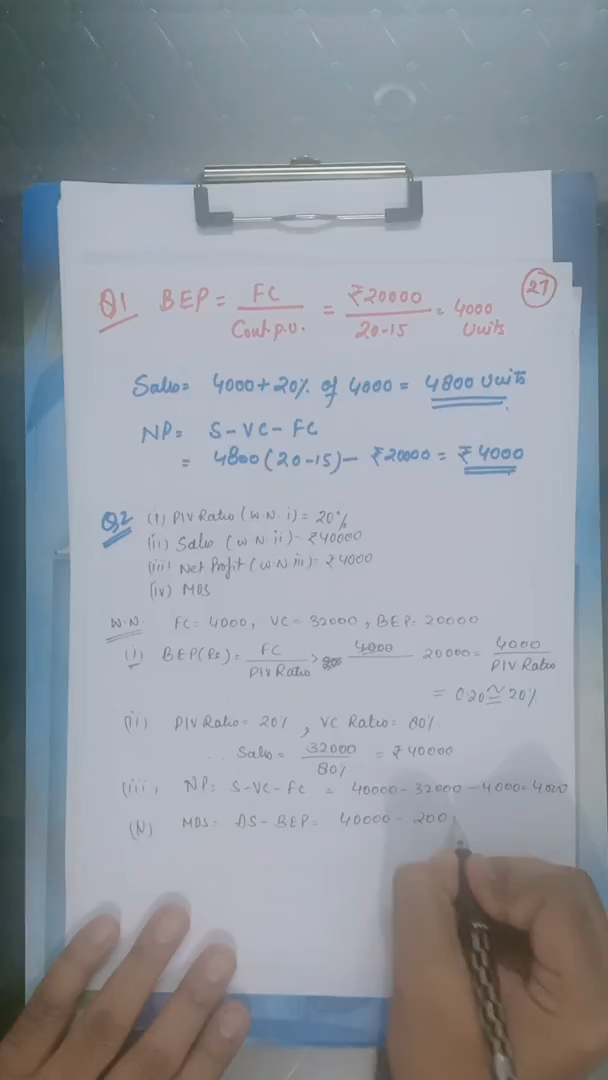 27
Q1 BEP = FC / Cont. p.u. = ₹20000 / 20-15 = 4000 Units
Sales = 4000 + 20% of 4000 = 4800 Units
NP = S-VC-FC
= 4800 (20-15) - ₹20000 = ₹4000
Q2 (i) P/V Ratio (W.N. i) = 20%
(ii) Sales (W.N. ii) = ₹40000
(iii) Net Profit (W.N. iii) = ₹4000
(iv) MOS
W.N. FC = 4000, VC = 32000, BEP = 20000
(i) BEP (Rs) = FC / P/V Ratio 4000 20000 = 4000 / P/V Ratio
= 0.20 ≅ 20%
(ii) P/V Ratio = 20%, VC Ratio = 80%
∴ Sales = 32000 / 80% = ₹40000
(iii) NP = S-VC-FC = 40000 - 32000 - 4000 = 4000
(iv) MOS = AS - BEP = 40000 - 200